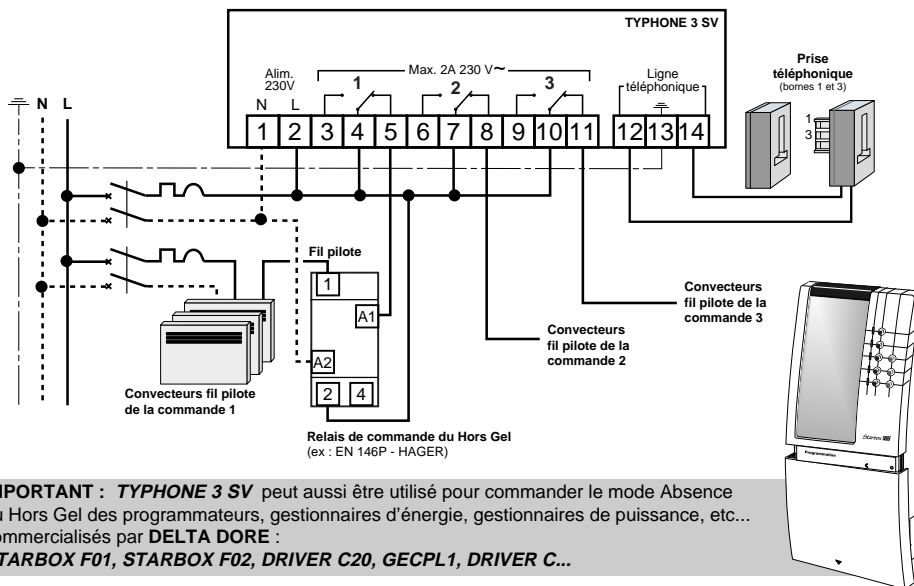 TYPHONE 3 SV
Alim.
230V
N L
Max. 2A 230 V~
1 2 3
Ligne
téléphonique
1 2 3 4 5 6 7 8 9 10 11 12 13 14
Prise
téléphonique
(bornes 1 et 3)
1
3
N L
Fil pilote
1
A1
A2
2 4
Convecteurs fil pilote
de la commande 1
Relais de commande du Hors Gel
(ex : EN 146P - HAGER)
Convecteurs
fil pilote de la
commande 2
Convecteurs
fil pilote de la
commande 3
Starbox
Programmation
MPORTANT : TYPHONE 3 SV peut aussi être utilisé pour commander le mode Absence
u Hors Gel des programmateurs, gestionnaires d'énergie, gestionnaires de puissance, etc...
ommercialisés par DELTA DORE :
TARBOX F01, STARBOX F02, DRIVER C20, GECPL1, DRIVER C...